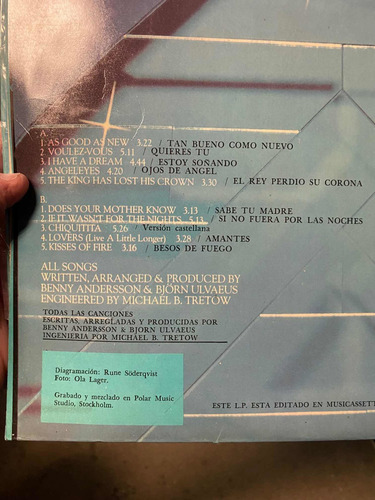 A.
1. AS GOOD AS NEW 3.22 / TAN BUENO COMO NUEVO
2. VOULEZ-VOUS 5.11 / QUIERES TU
3. I HAVE A DREAM 4.44 / ESTOY SOÑANDO
4. ANGELEYES 4.20 / OJOS DE ANGEL
5. THE KING HAS LOST HIS CROWN 3.30 / EL REY PERDIO SU CORONA
B.
1. DOES YOUR MOTHER KNOW 3.13 / SABE TU MADRE
2. IF IT WASN'T FOR THE NIGHTS 5.13 / SI NO FUERA POR LAS NOCHES
3. CHIQUITITA 5.26 / Versión castellana
4. LOVERS (Live A Little Longer) 3.28 / AMANTES
5. KISSES OF FIRE 3.16 / BESOS DE FUEGO
ALL SONGS
WRITTEN, ARRANGED & PRODUCED BY
BENNY ANDERSSON & BJÖRN ULVAEUS
ENGINEERED BY MICHAEL B. TRETOW
TODAS LAS CANCIONES
ESCRITAS, ARREGLADAS Y PRODUCIDAS POR
BENNY ANDERSSON & BJORN ULVAEUS
INGENIERIA POR MICHAEL B. TRETOW
Diagramación: Rune Söderqvist
Foto: Ola Lager.
Grabado y mezclado en Polar Music
Studio, Stockholm.
ESTE L.P. ESTA EDITADO EN MUSICASSETT